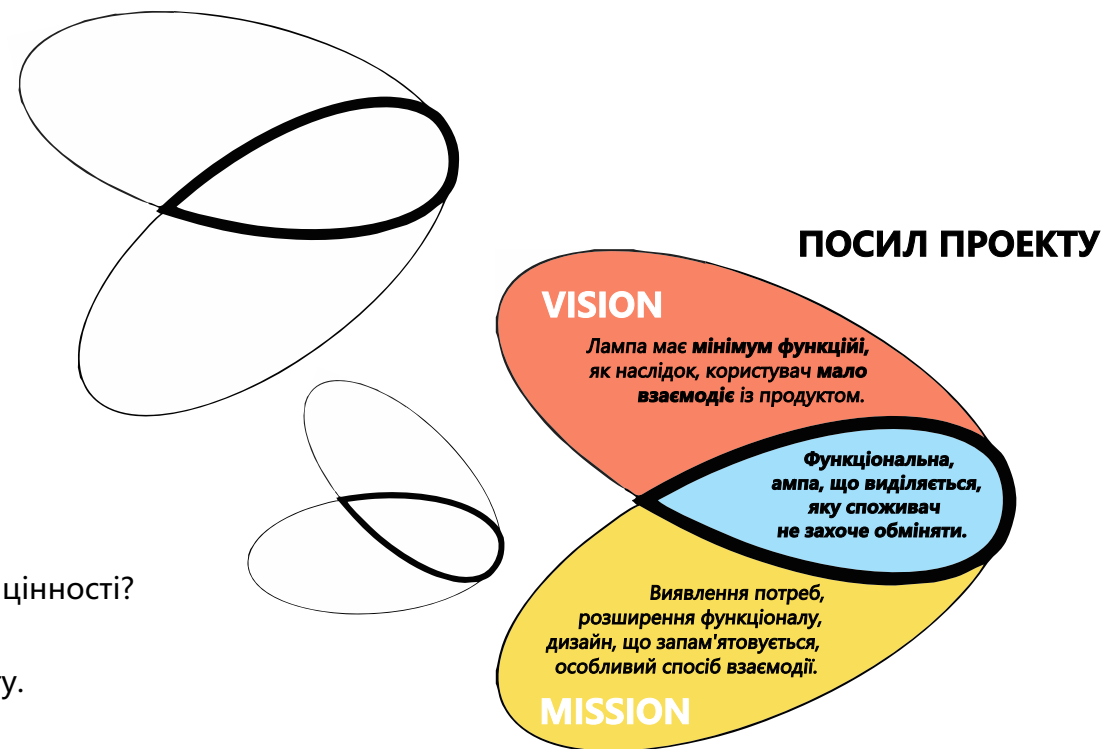 ПОСИЛ ПРОЕКТУ
VISION
Лампа має мінімум функційі,
як наслідок, користувач мало
взаємодіє із продуктом.
Функціональна,
ампа, що виділяється,
яку споживач
не захоче обміняти.
Виявлення потреб,
розширення функціоналу,
дизайн, що запам'ятовується,
особливий спосіб взаємодії.
MISSION
цінності?
у.